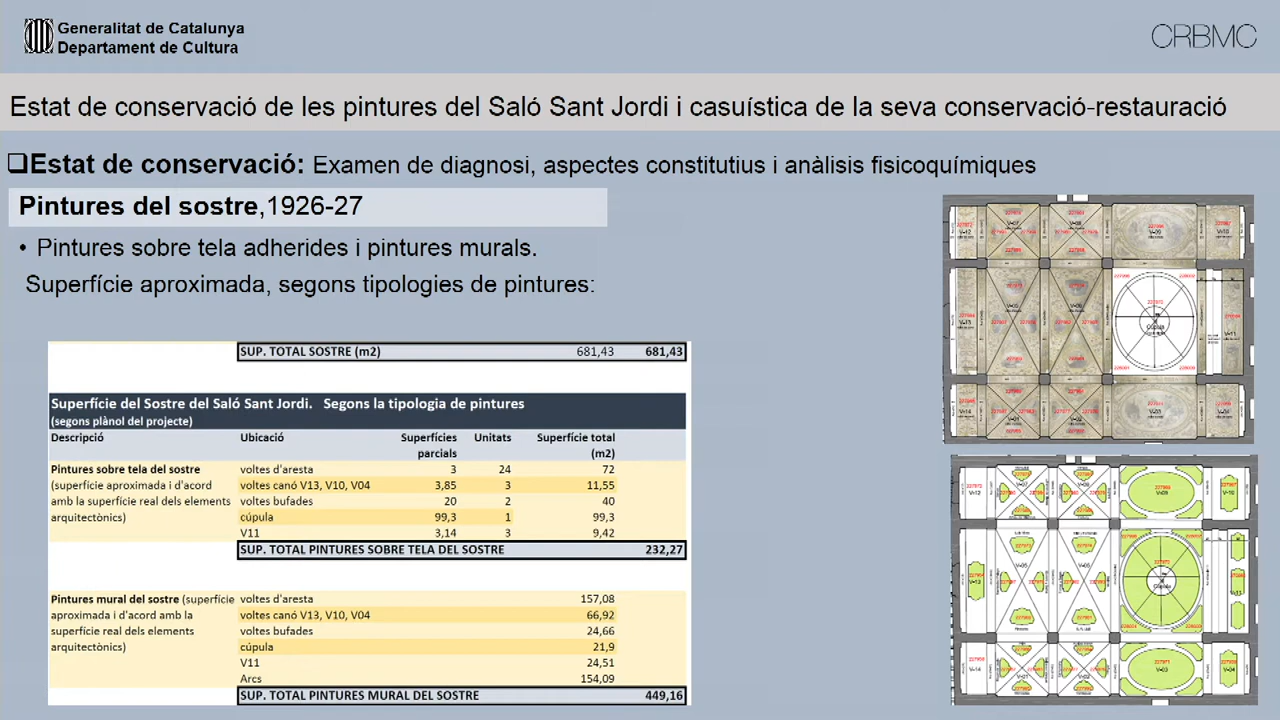 Generalitat de Catalunya
Departament de Cultura
CRBMC
Estat de conservació de les pintures del Saló Sant Jordi i casuística de la seva conservació-restauració
❑Estat de conservació: Examen de diagnosi, aspectes constitutius i anàlisis fisicoquímiques
Pintures del sostre,1926-27
• Pintures sobre tela adherides i pintures murals.
Superfície aproximada, segons tipologies de pintures:
SUP. TOTAL SOSTRE (m2) 681,43 681,43
Superfície del Sostre del Saló Sant Jordi. Segons la tipologia de pintures
(segons plànol del projecte)
Descripció Ubicació Superfícies Unitats Superfície total
parcials (m2)
Pintures sobre tela del sostre voltes d'aresta 3 24 72
(superfície aproximada i d'acord voltes canó V13, V10, V04 3,85 3 11,55
amb la superfície real dels elements voltes bufades 20 2 40
arquitectònics) cúpula 99,3 1 99,3
V11 3,14 3 9,42
SUP. TOTAL PINTURES SOBRE TELA DEL SOSTRE 232,27
Pintures mural del sostre (superfície voltes d'aresta 157,08
aproximada i d'acord amb la voltes canó V13, V10, V04 66,92
superfície real dels elements voltes bufades 24,66
arquitectònics) cúpula 21,9
V11 24,51
Arcs 154,09
SUP. TOTAL PINTURES MURAL DEL SOSTRE 449,16